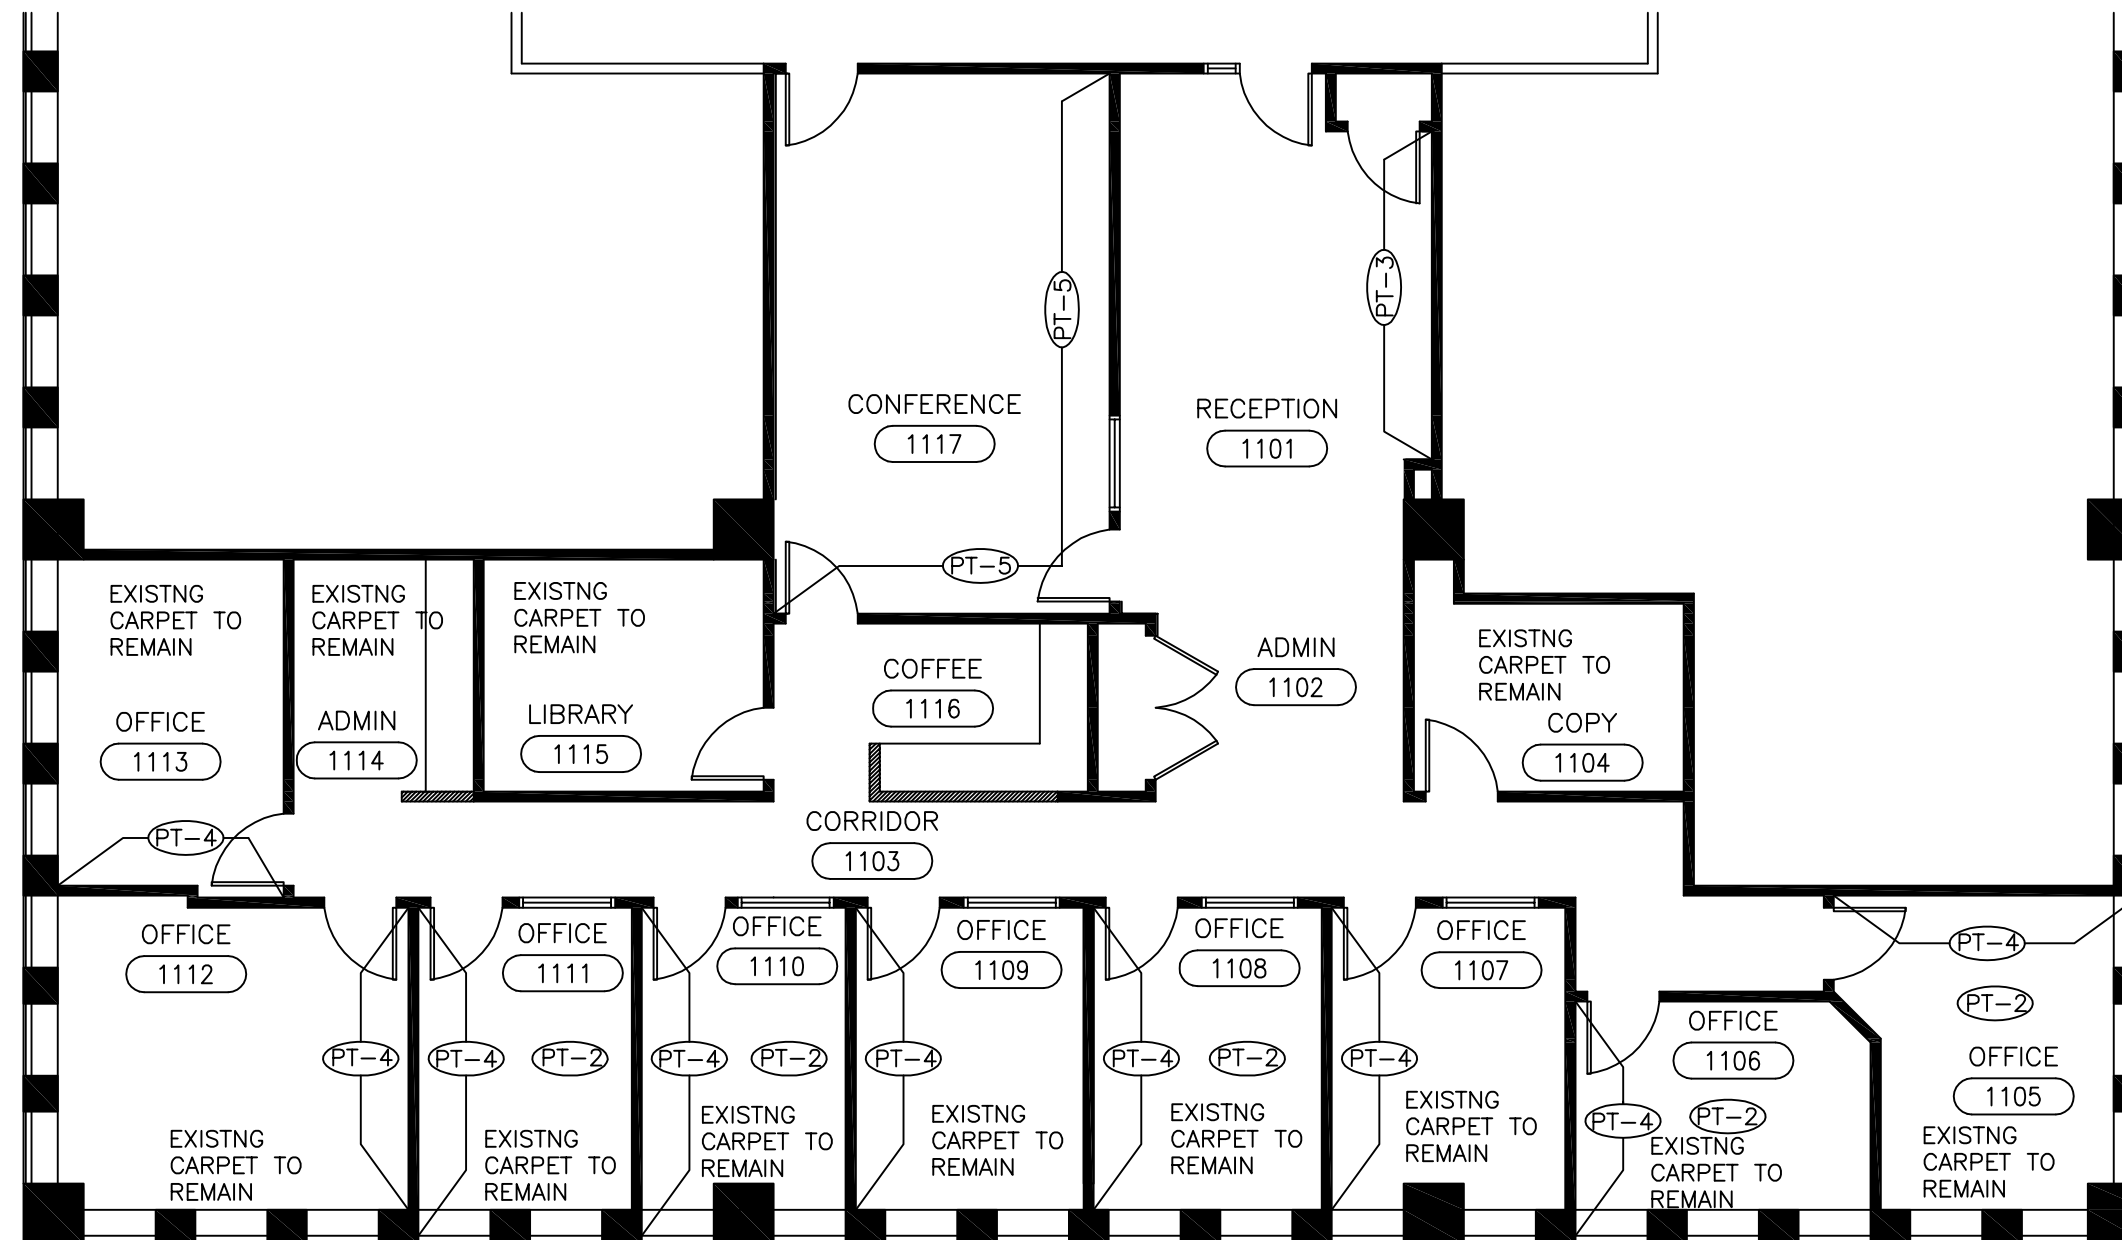 PT-5
PT-3
CONFERENCE
1117
RECEPTION
1101
PT-5
EXISTNG
CARPET TO
REMAIN
OFFICE
1113
EXISTNG
CARPET TO
REMAIN
ADMIN
1114
EXISTNG
CARPET TO
REMAIN
LIBRARY
1115
COFFEE
1116
ADMIN
1102
EXISTNG
CARPET TO
REMAIN
COPY
1104
PT-4
CORRIDOR
1103
OFFICE
1112
PT-4
EXISTNG
CARPET TO
REMAIN
OFFICE
1111
PT-4
PT-2
EXISTNG
CARPET TO
REMAIN
OFFICE
1110
PT-4
PT-2
EXISTNG
CARPET TO
REMAIN
OFFICE
1109
PT-4
EXISTNG
CARPET TO
REMAIN
OFFICE
1108
PT-4
PT-2
EXISTNG
CARPET TO
REMAIN
OFFICE
1107
PT-4
EXISTNG
CARPET TO
REMAIN
OFFICE
1106
PT-4
PT-2
EXISTNG
CARPET TO
REMAIN
PT-4
PT-2
OFFICE
1105
EXISTNG
CARPET TO
REMAIN